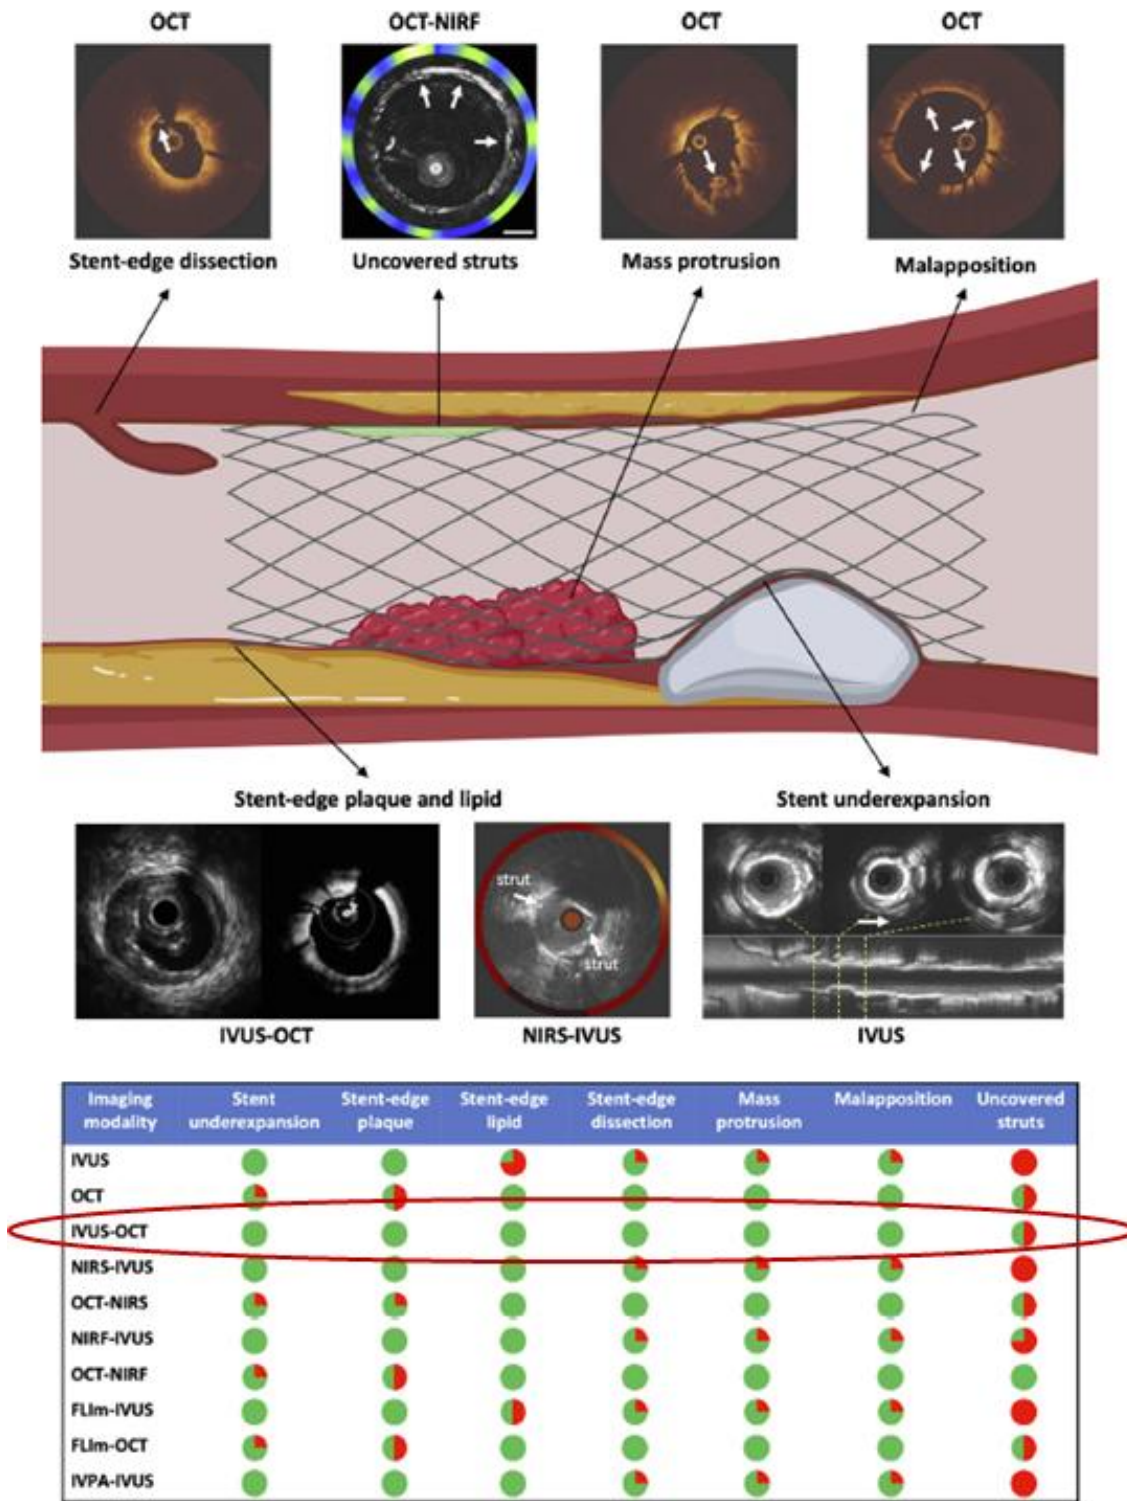 OCT OCT-NIRF OCT OCT
Stent-edge dissection Uncovered struts Mass protrusion Malapposition
Stent-edge plaque and lipid Stent underexpansion
strut
strut
IVUS-OCT NIRS-IVUS IVUS
Imaging Stent Stent-edge Stent-edge Stent-edge Mass Malapposition Uncovered
modality underexpansion plaque lipid dissection protrusion struts
IVUS
OCT
IVUS-OCT
NIRS-IVUS
OCT-NIRS
NIRF-IVUS
OCT-NIRF
FLIm-IVUS
FLIm-OCT
IVPA-IVUS